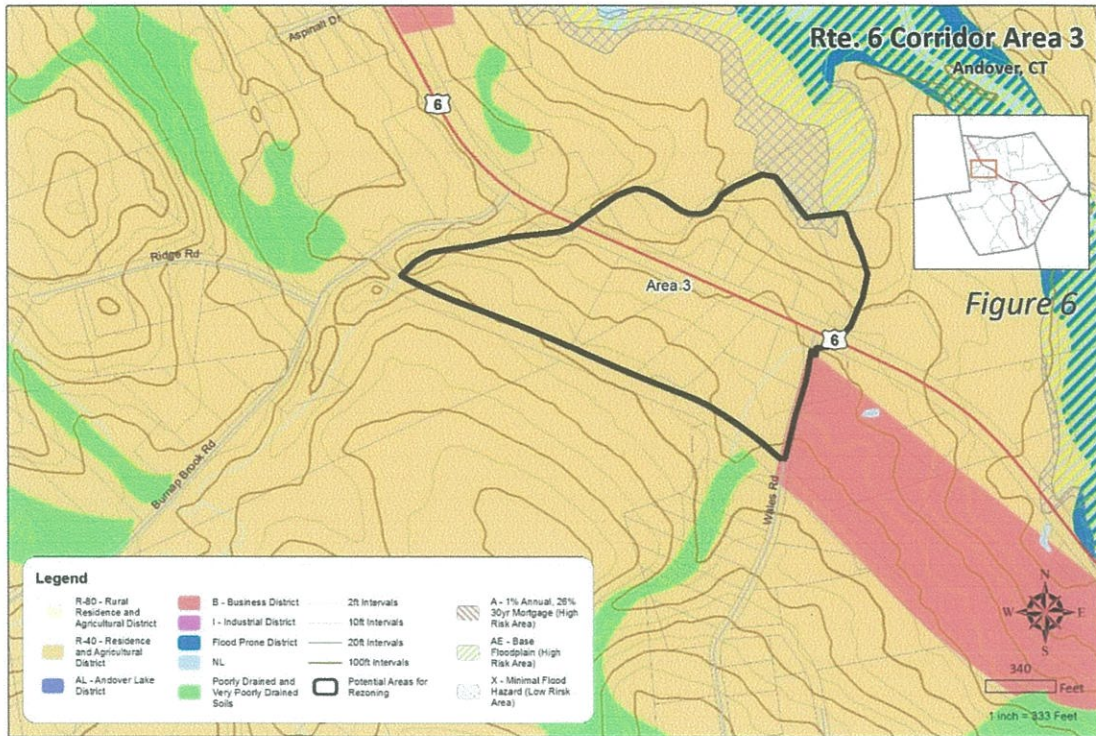 Rte. 6 Corridor Area 3
Andover, CT
Aspinall Dr
6
Ridge Rd
Area 3
Figure 6
6
Burnap Brook Rd
Wales Rd
Legend
R-80 - Rural
Residence and
Agricultural District
R-40 - Residence
and Agricultural
District
AL - Andover Lake
District
B - Business District
I - Industrial District
Flood Prone District
NL
Poorly Drained and
Very Poorly Drained
Soils
2ft Intervals
10ft Intervals
20ft Intervals
100ft Intervals
Potential Areas for
Rezoning
A - 1% Annual, 26%
30yr Mortgage (High
Risk Area)
AE - Base
Floodplain (High
Risk Area)
X - Minimal Flood
Hazard (Low Rirsk
Area)
N
W
E
S
340
Feet
1 inch = 333 Feet